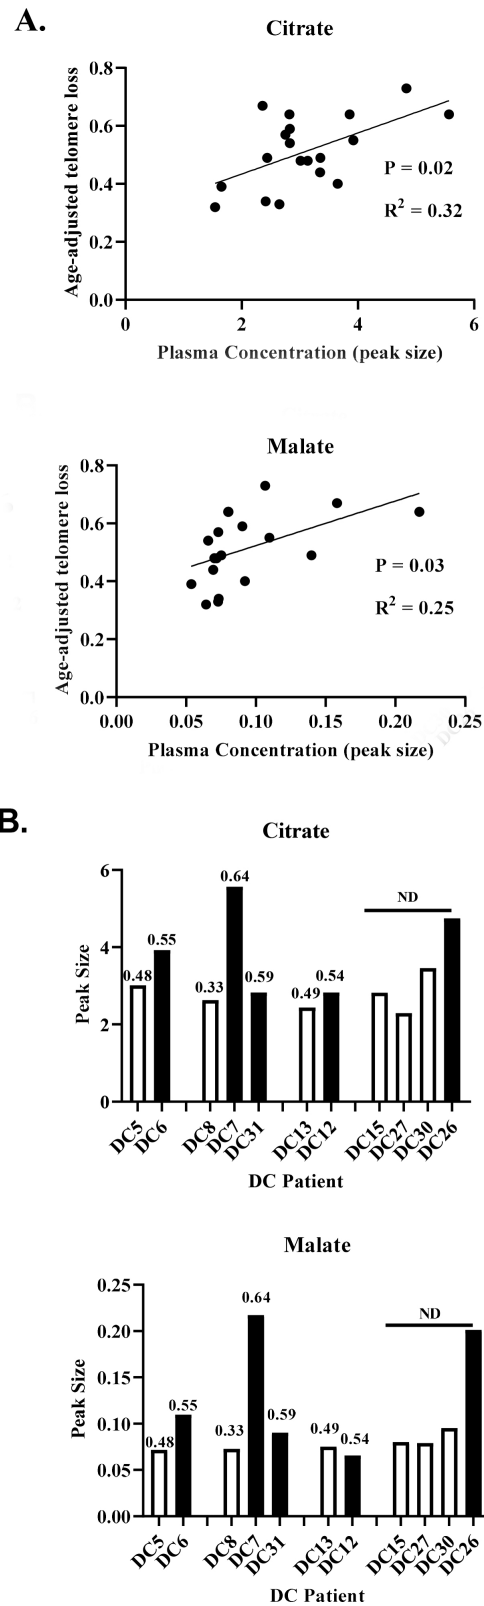 A.
Citrate
Age-adjusted telomere loss
0.8
0.6
0.4
0.2
0.0
P = 0.02
R² = 0.32
0 2 4 6
Plasma Concentration (peak size)
Malate
Age-adjusted telomere loss
0.8
0.6
0.4
0.2
0.0
P = 0.03
R² = 0.25
0.00 0.05 0.10 0.15 0.20 0.25
Plasma Concentration (peak size)
B.
Citrate
Peak Size
6
4
2
0
0.48 0.55 0.33 0.64 0.59 0.49 0.54 ND
DC5 DC6 DC8 DC7 DC31 DC13 DC12 DC15 DC27 DC30 DC26
DC Patient
Malate
Peak Size
0.25
0.20
0.15
0.10
0.05
0.00
0.48 0.55 0.33 0.64 0.59 0.49 0.54 ND
DC5 DC6 DC8 DC7 DC31 DC13 DC12 DC15 DC27 DC30 DC26
DC Patient